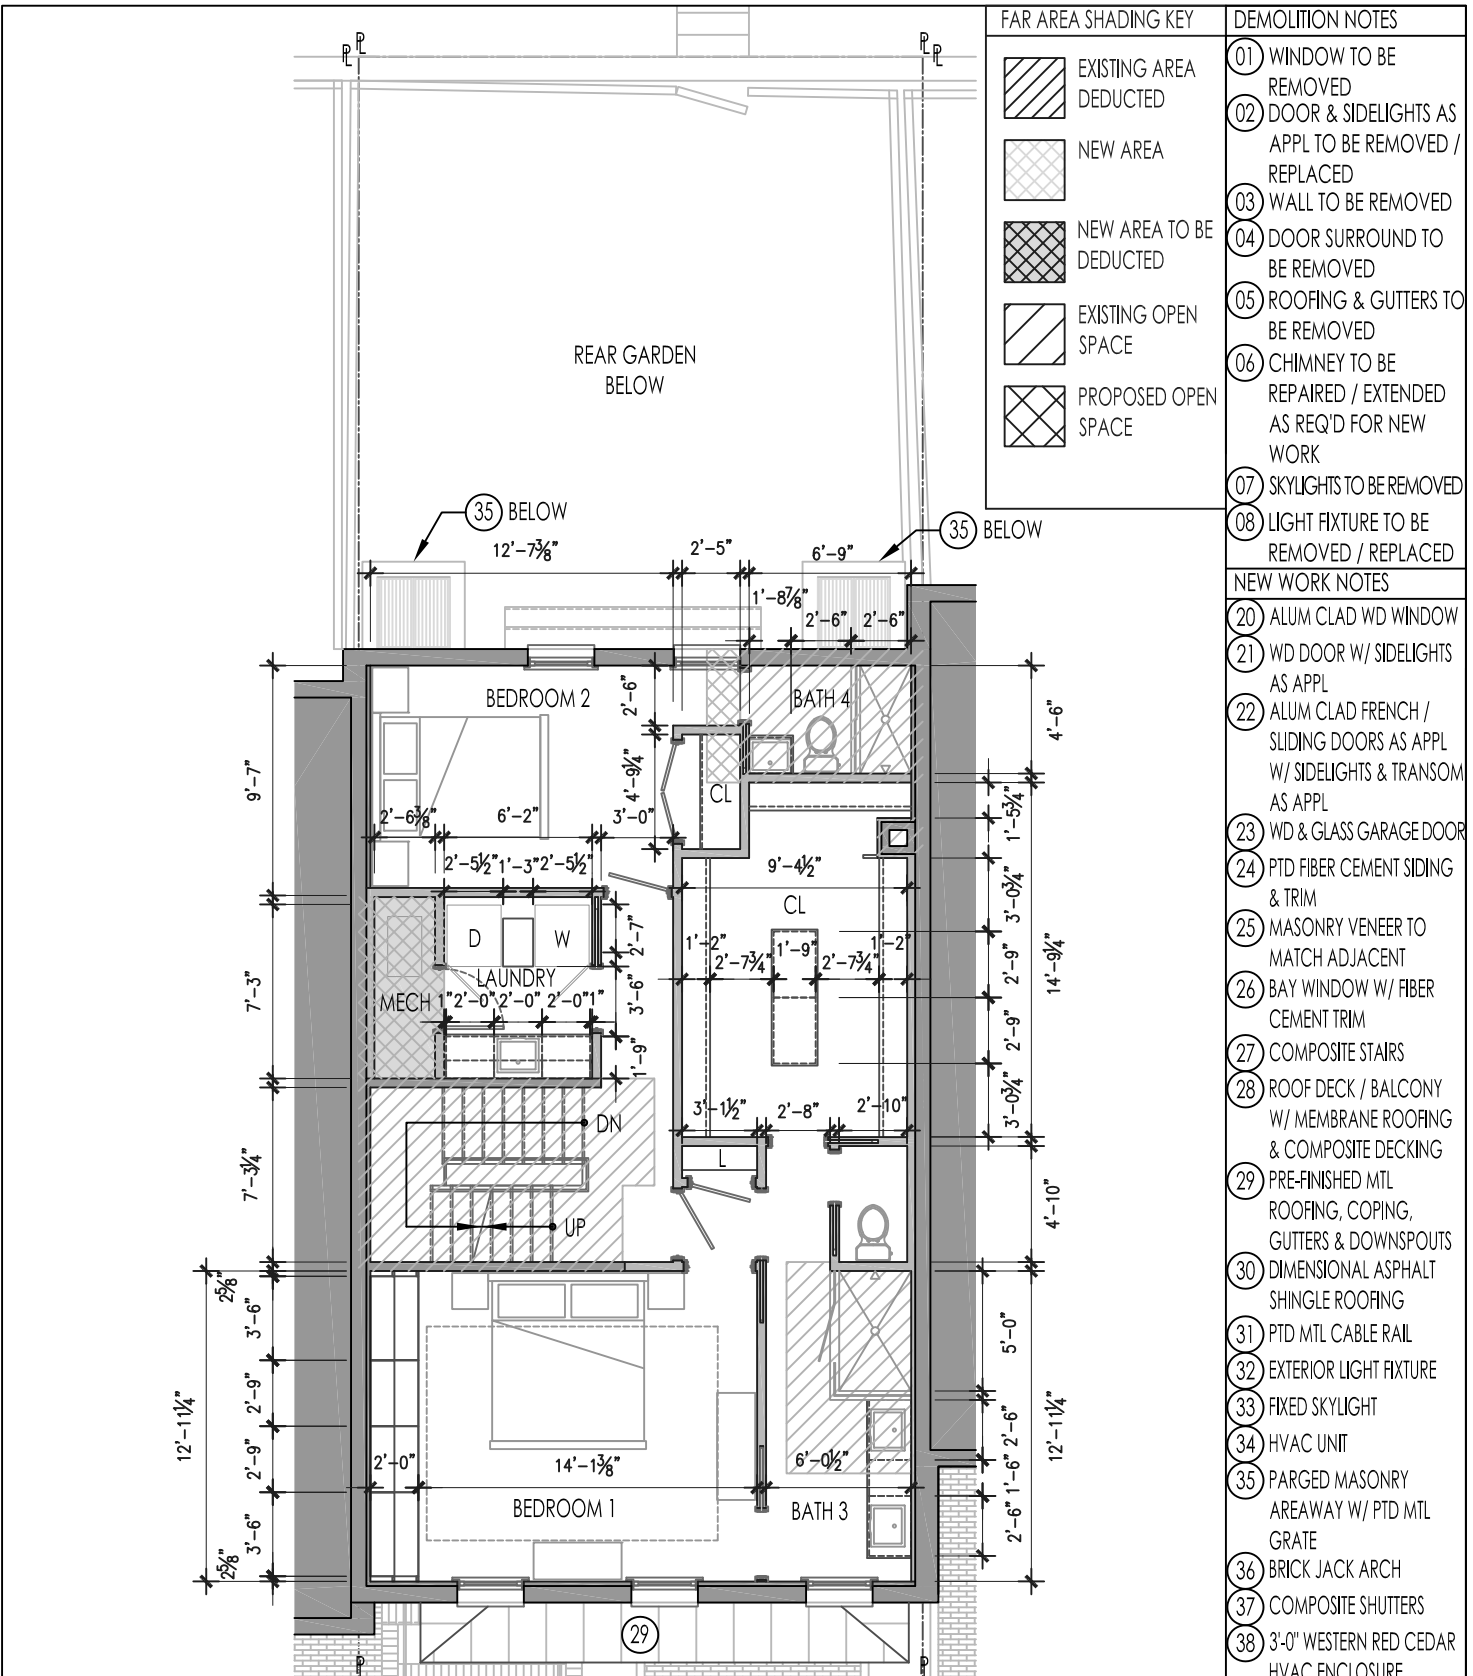 FAR AREA SHADING KEY
EXISTING AREA
DEDUCTED
NEW AREA
NEW AREA TO BE
DEDUCTED
EXISTING OPEN
SPACE
PROPOSED OPEN
SPACE
DEMOLITION NOTES
01 WINDOW TO BE
REMOVED
02 DOOR & SIDELIGHTS AS
APPL TO BE REMOVED /
REPLACED
03 WALL TO BE REMOVED
04 DOOR SURROUND TO
BE REMOVED
05 ROOFING & GUTTERS TO
BE REMOVED
06 CHIMNEY TO BE
REPAIRED / EXTENDED
AS REQ'D FOR NEW
WORK
07 SKYLIGHTS TO BE REMOVED
08 LIGHT FIXTURE TO BE
REMOVED / REPLACED
NEW WORK NOTES
20 ALUM CLAD WD WINDOW
21 WD DOOR W/ SIDELIGHTS
AS APPL
22 ALUM CLAD FRENCH /
SLIDING DOORS AS APPL
W/ SIDELIGHTS & TRANSOM
AS APPL
23 WD & GLASS GARAGE DOOR
24 PTD FIBER CEMENT SIDING
& TRIM
25 MASONRY VENEER TO
MATCH ADJACENT
26 BAY WINDOW W/ FIBER
CEMENT TRIM
27 COMPOSITE STAIRS
28 ROOF DECK / BALCONY
W/ MEMBRANE ROOFING
& COMPOSITE DECKING
29 PRE-FINISHED MTL
ROOFING, COPING,
GUTTERS & DOWNSPOUTS
30 DIMENSIONAL ASPHALT
SHINGLE ROOFING
31 PTD MTL CABLE RAIL
32 EXTERIOR LIGHT FIXTURE
33 FIXED SKYLIGHT
34 HVAC UNIT
35 PARGED MASONRY
AREAWAY W/ PTD MTL
GRATE
36 BRICK JACK ARCH
37 COMPOSITE SHUTTERS
38 3'-0" WESTERN RED CEDAR
HVAC ENCLOSURE
REAR GARDEN
BELOW
35 BELOW
35 BELOW
12'-7⅜"
2'-5"
6'-9"
1'-8⅞"
2'-6"
2'-6"
BEDROOM 2
2'-6"
BATH 4
4'-6"
9'-7"
4'-9¼"
CL
2'-6⅜"
6'-2"
3'-0"
1'-5¾"
2'-5½"
1'-3"
2'-5½"
9'-4½"
CL
3'-0¾"
D
W
2'-7"
1'-2"
2'-7¾"
1'-9"
2'-7¾"
1'-2"
2'-9"
14'-9¼"
7'-3"
LAUNDRY
MECH
1"
2'-0"
2'-0"
2'-0"
1"
3'-6"
2'-9"
1'-9"
3'-1½"
2'-8"
2'-10"
3'-0¾"
DN
L
7'-3¼"
UP
4'-10"
2⅝"
3'-6"
2'-9"
2'-9"
3'-6"
2⅝"
12'-11¼"
5'-0"
2'-6"
1'-6"
2'-6"
12'-11¼"
2'-0"
14'-1⅜"
6'-0½"
BEDROOM 1
BATH 3
29